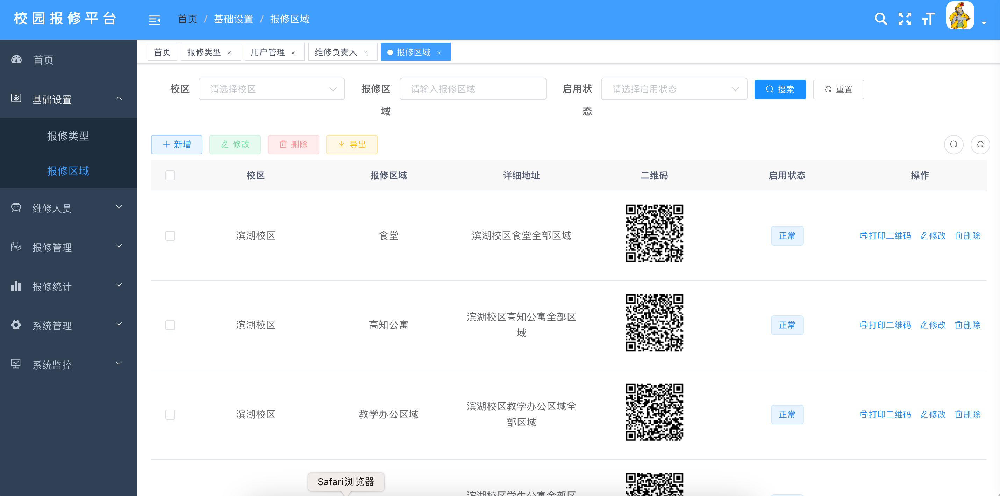 校园报修平台
首页 / 基础设置 / 报修区域
首页
报修类型 ×
用户管理 ×
维修负责人 ×
报修区域 ×
首页
基础设置
报修类型
报修区域
维修人员
报修管理
报修统计
系统管理
系统监控
校区
请选择校区
报修区
域
请输入报修区域
启用状
态
请选择启用状态
搜索
重置
新增
修改
删除
导出
校区 报修区域 详细地址 二维码 启用状态 操作
滨湖校区 食堂 滨湖校区食堂全部区域 正常 打印二维码 修改 删除
滨湖校区 高知公寓 滨湖校区高知公寓全部区
域 正常 打印二维码 修改 删除
滨湖校区 教学办公区域 滨湖校区教学办公区域全
部区域 正常 打印二维码 修改 删除
滨湖校区学生公寓全部区
Safari浏览器